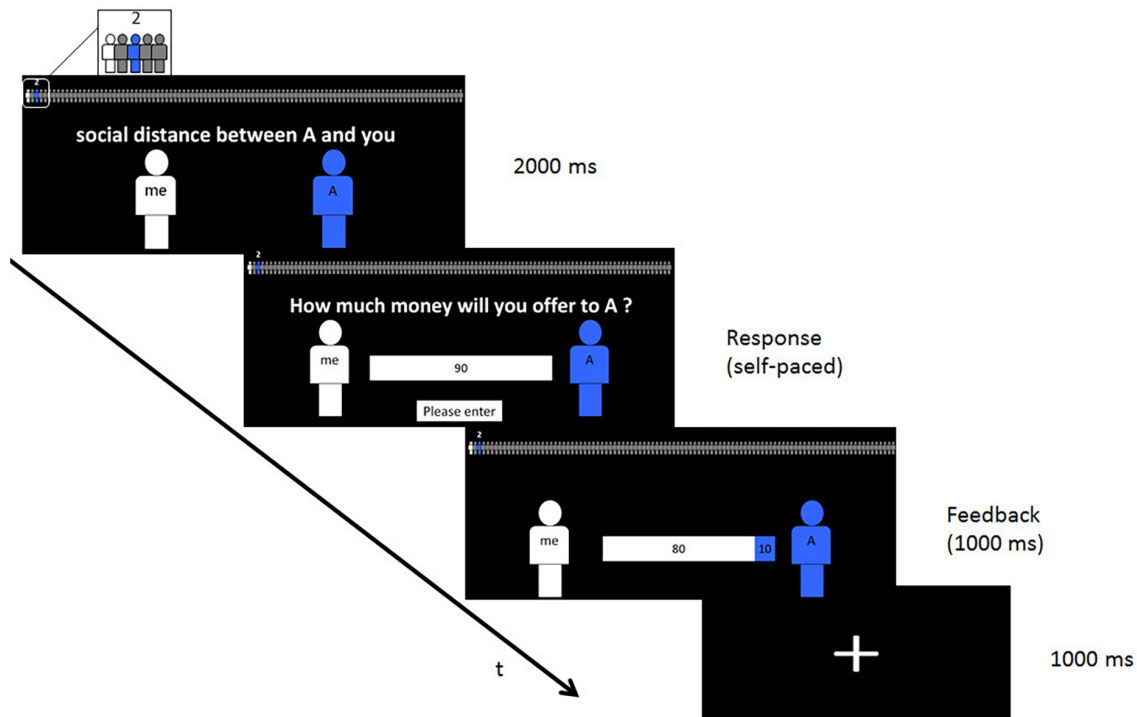 2
2
social distance between A and you
me
A
2000 ms
2
How much money will you offer to A ?
me
90
A
Please enter
Response
(self-paced)
2
me
80
10
A
Feedback
(1000 ms)
t
1000 ms